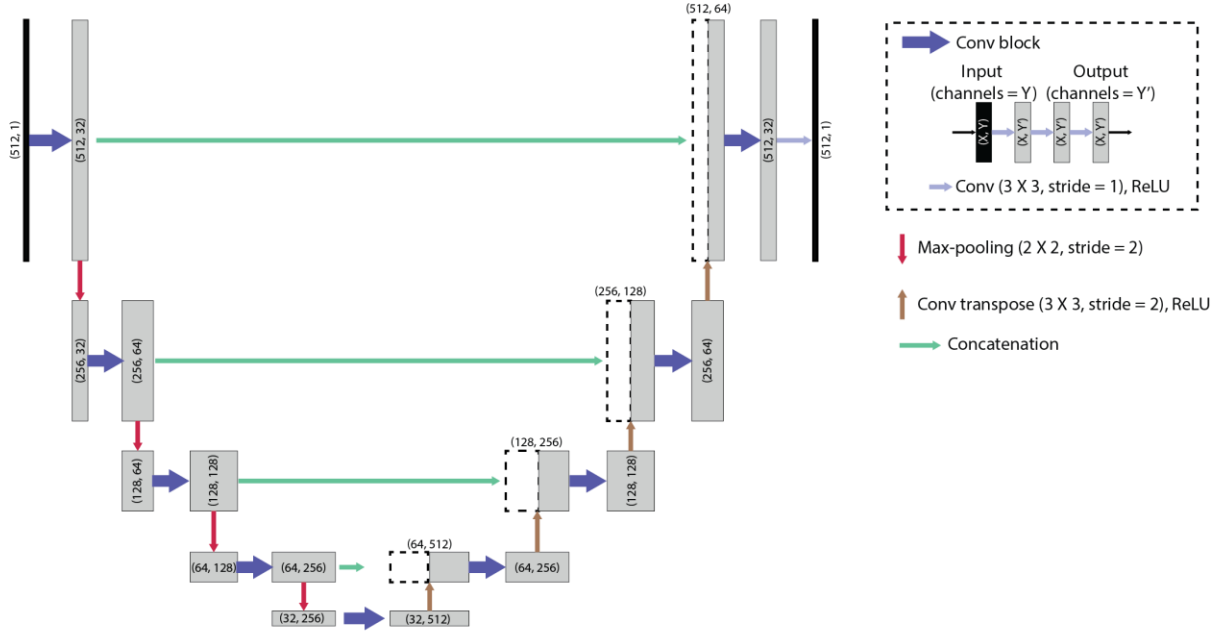 (512, 64)
(512, 1)
(512, 32)
(512, 32)
(512, 1)
Conv block
Input
(channels = Y)
Output
(channels = Y')
(X, Y)
(X, Y')
(X, Y')
(X, Y')
Conv (3 X 3, stride = 1), ReLU
Max-pooling (2 X 2, stride = 2)
Conv transpose (3 X 3, stride = 2), ReLU
Concatenation
(256, 128)
(256, 32)
(256, 64)
(256, 64)
(128, 256)
(128, 64)
(128, 128)
(128, 128)
(64, 512)
(64, 128)
(64, 256)
(64, 256)
(32, 256)
(32, 512)